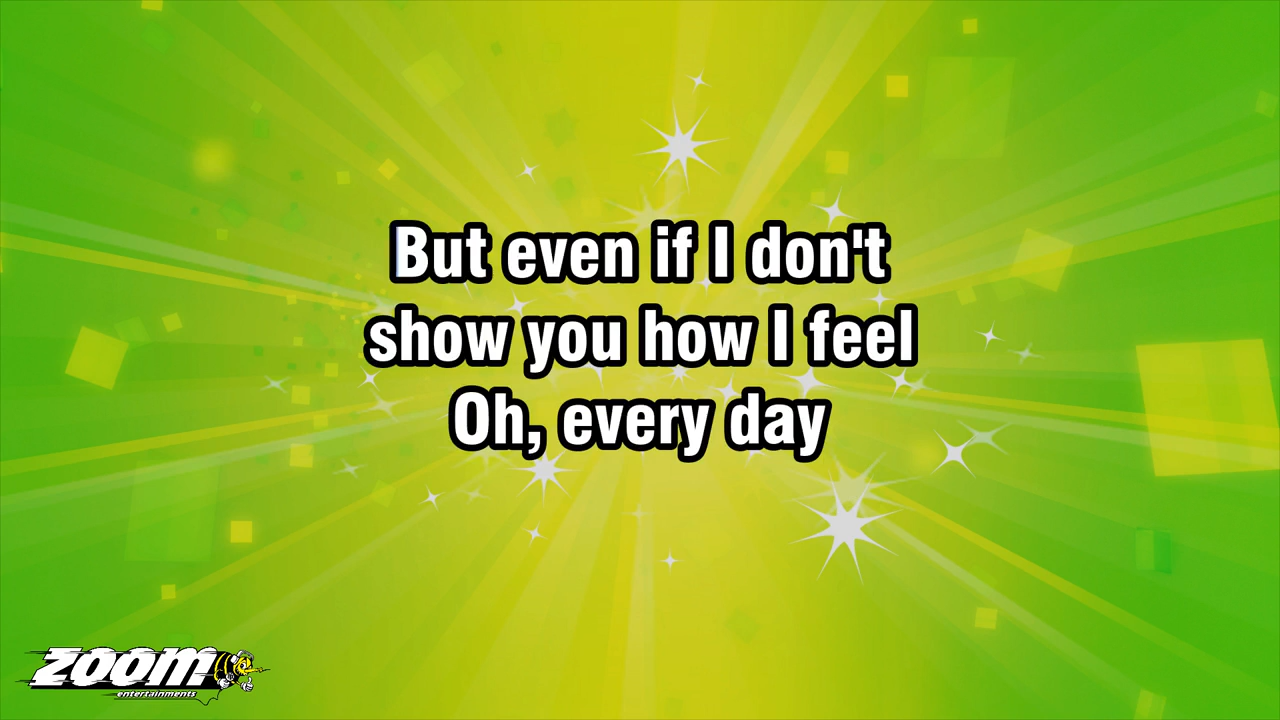 But even if I don't
show you how I feel
Oh, every day
zoom
entertainments